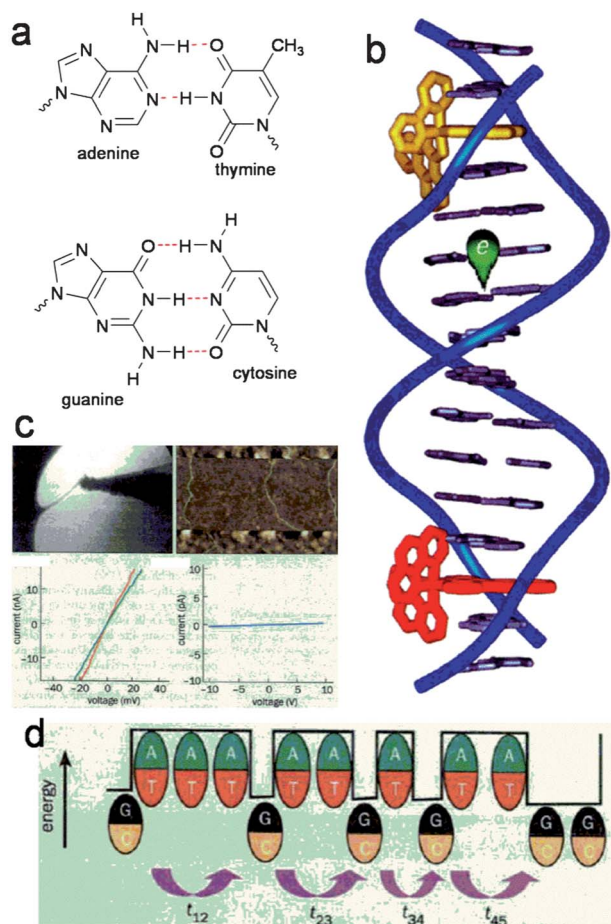 a
H
N
H
O
CH₃
N
N
N
N
N
H
N
N
O
adenine
thymine
H
O
H
N
N
N
N
H
N
N
N
N
H
O
N
H
guanine
cytosine
b
e
c
current (nA)
10
0
-10
-40
-20
0
20
40
voltage (mV)
current (pA)
10
5
0
-5
-10
-10
-5
0
5
10
voltage (V)
d
energy
A A A A A A A A
T T T T T T T T
G G G G G G
C C C C C C
t₁₂ t₂₃ t₃₄ t₄₅